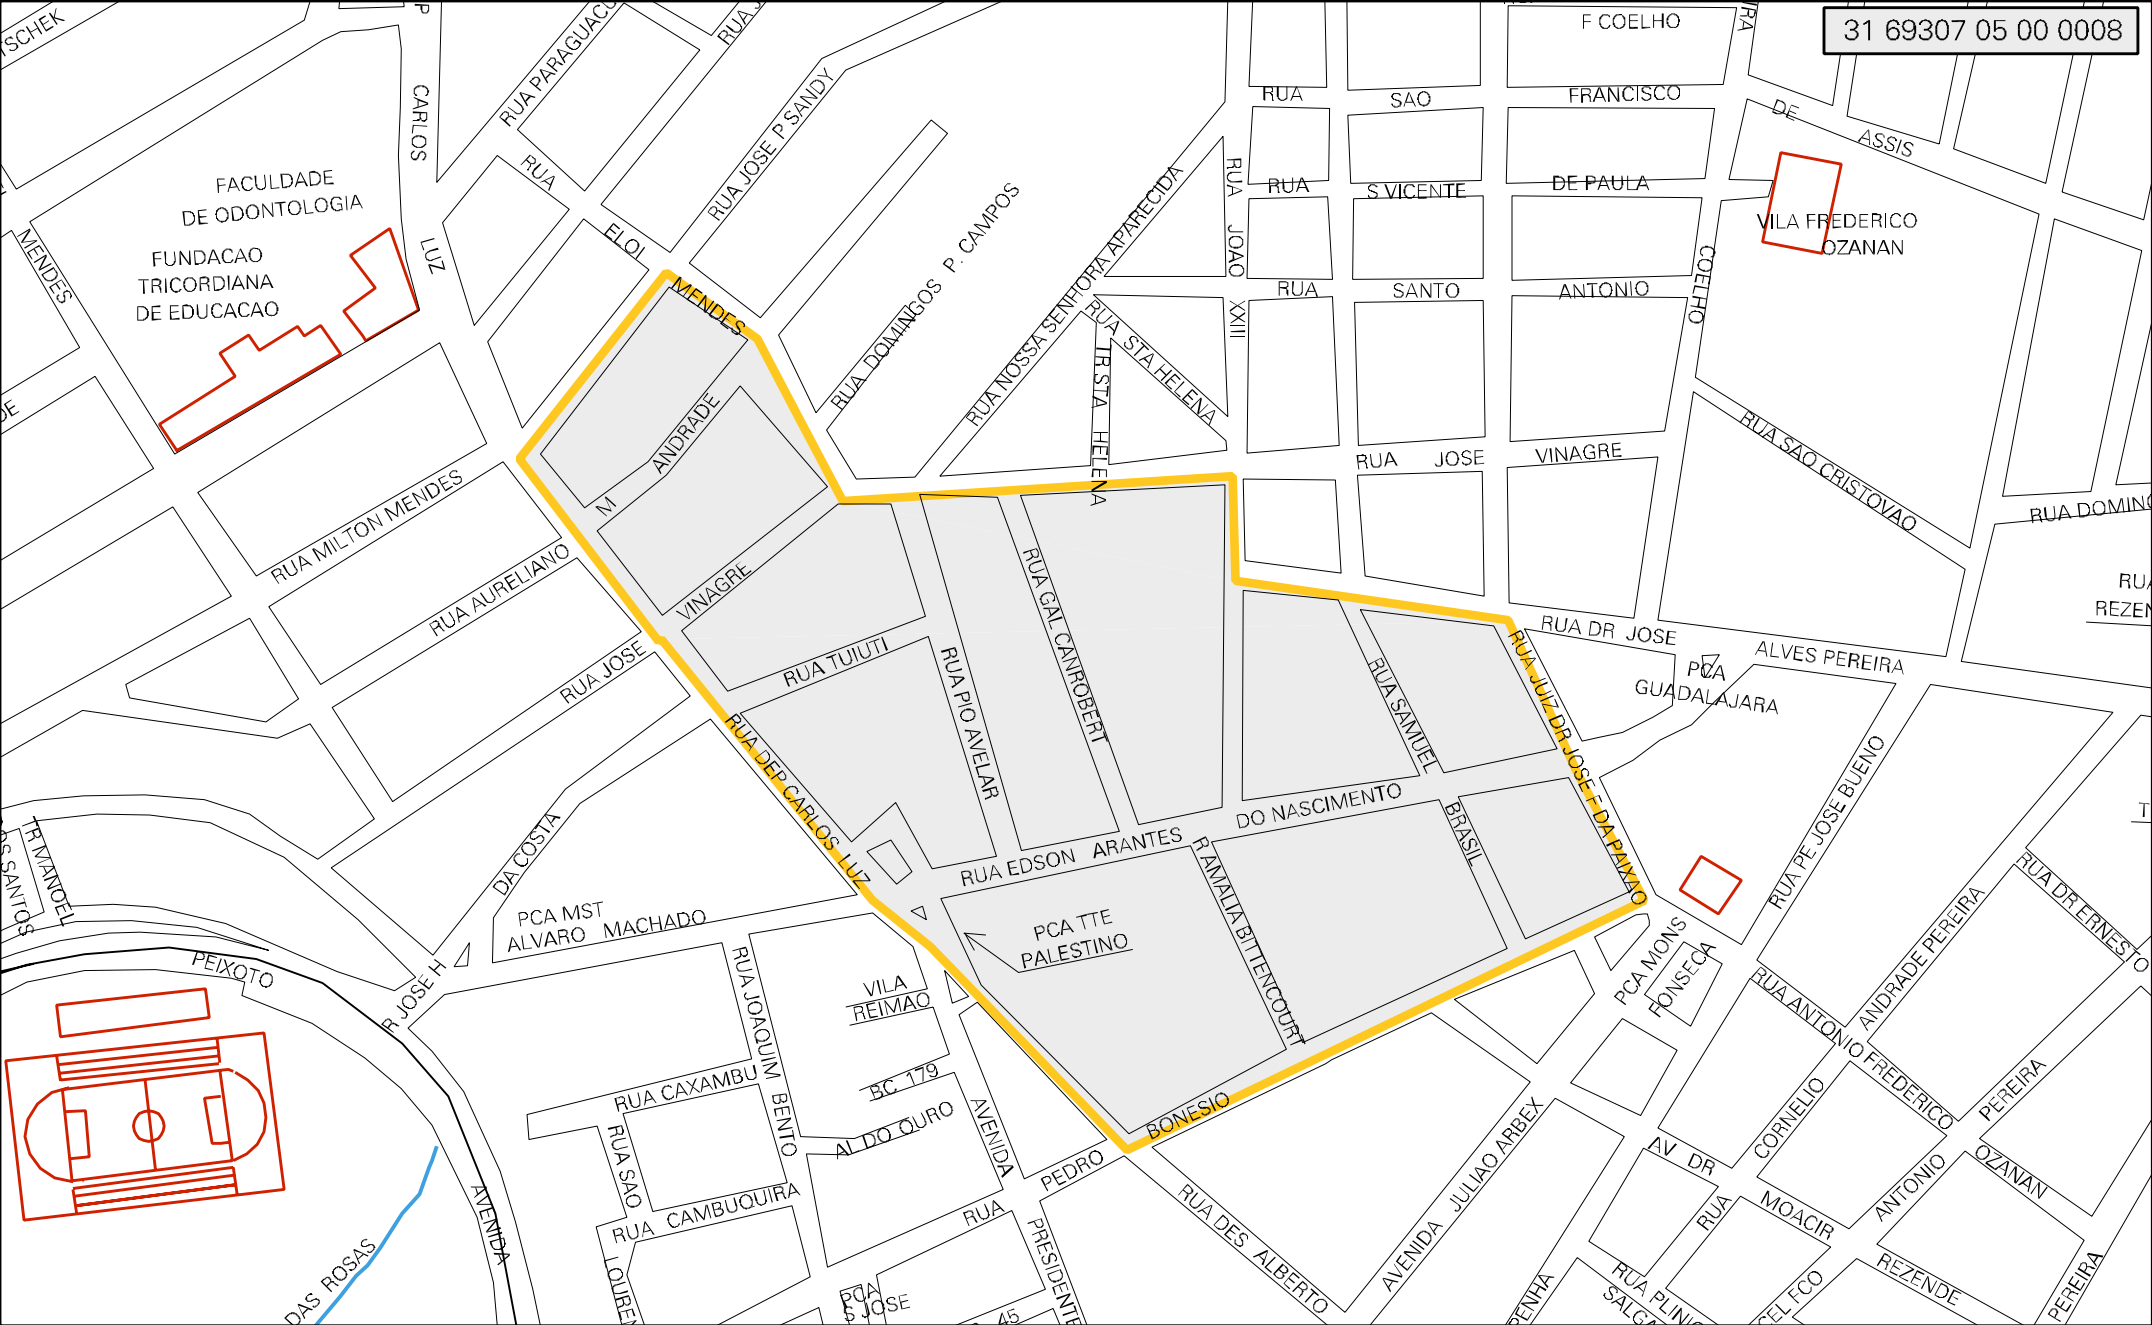 31 69307 05 00 0008
TSCHEK
P
CARLOS
LUZ
RUA PARAGUACU
RUA
ELOI
MENDES
RUA JOSE P SANDY
RUA DOMINGOS P. CAMPOS
RUA NOSSA SENHORA APARECIDA
RUA JOAO XXIII
F COELHO
RUA SAO FRANCISCO
DE ASSIS
RUA S VICENTE DE PAULA
RUA SANTO ANTONIO
COELHO
VILA FREDERICO
OZANAN
FACULDADE
DE ODONTOLOGIA
FUNDACAO
TRICORDIANA
DE EDUCACAO
MENDES
DE
RUA STA HELENA
TR STA HELENA
RUA JOSE VINAGRE
RUA SAO CRISTOVAO
RUA DOMING
RUA
REZEN
M ANDRADE
RUA MILTON MENDES
RUA AURELIANO
RUA JOSE
VINAGRE
RUA TUIUTI
RUA PIO AVELAR
RUA GAL CANROBERT
RUA SAMUEL
BRASIL
RUA JUIZ DR JOSE F DA PAIXAO
RUA DR JOSE ALVES PEREIRA
PCA
GUADALAJARA
RUA DEP CARLOS LUZ
RUA EDSON ARANTES DO NASCIMENTO
R AMALIA BITTENCOURT
PCA TTE
PALESTINO
RUA PE JOSE BUENO
RUA DR ERNESTO
DA COSTA
PCA MST
ALVARO MACHADO
TR MANOEL
OS SANTOS
PEIXOTO
R JOSE H
RUA JOAQUIM BENTO
VILA
REIMAO
BC. 179
AL DO OURO
RUA CAXAMBU
RUA SAO
LOUREN
RUA CAMBUQUIRA
AVENIDA
PRESIDENTE
RUA PEDRO BONESIO
PCA
S JOSE
45
AVENIDA
DAS ROSAS
RUA DES ALBERTO
AVENIDA JULIAO ARBEX
PCA MONS
FONSECA
RUA ANTONIO FREDERICO
OZANAN
RUA CORNELIO ANDRADE PEREIRA
AV DR MOACIR REZENDE
ANTONIO PEREIRA
CEL FCO
PEREIRA
RUA PLINIO
SALGA
PENHA